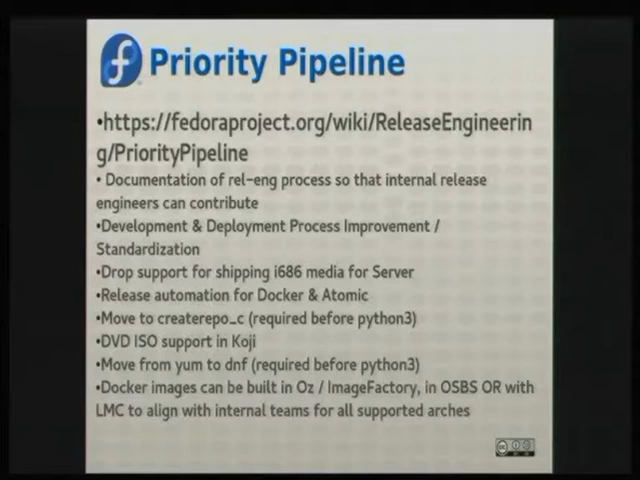 Priority Pipeline
•https://fedoraproject.org/wiki/ReleaseEngineerin
g/PriorityPipeline
• Documentation of rel-eng process so that internal release
engineers can contribute
•Development & Deployment Process Improvement /
Standardization
•Drop support for shipping i686 media for Server
•Release automation for Docker & Atomic
•Move to createrepo_c (required before python3)
•DVD ISO support in Koji
•Move from yum to dnf (required before python3)
•Docker images can be built in Oz / ImageFactory, in OSBS OR with
LMC to align with internal teams for all supported arches